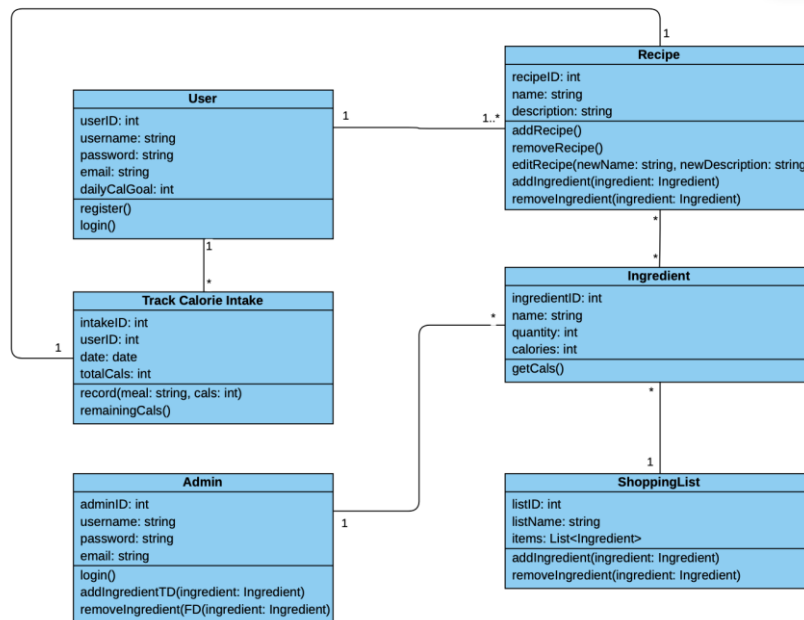 1
Recipe
recipeID: int
name: string
description: string
addRecipe()
removeRecipe()
editRecipe(newName: string, newDescription: string
addIngredient(ingredient: Ingredient)
removeIngredient(ingredient: Ingredient)
User
userID: int
username: string
password: string
email: string
dailyCalGoal: int
register()
login()
1
1..*
1
*
*
*
Track Calorie Intake
intakeID: int
userID: int
date: date
totalCals: int
record(meal: string, cals: int)
remainingCals()
1
Ingredient
ingredientID: int
name: string
quantity: int
calories: int
getCals()
*
*
1
Admin
adminID: int
username: string
password: string
email: string
login()
addIngredientTD(ingredient: Ingredient)
removeIngredient(FD(ingredient: Ingredient)
1
ShoppingList
listID: int
listName: string
items: List<Ingredient>
addIngredient(ingredient: Ingredient)
removeIngredient(ingredient: Ingredient)